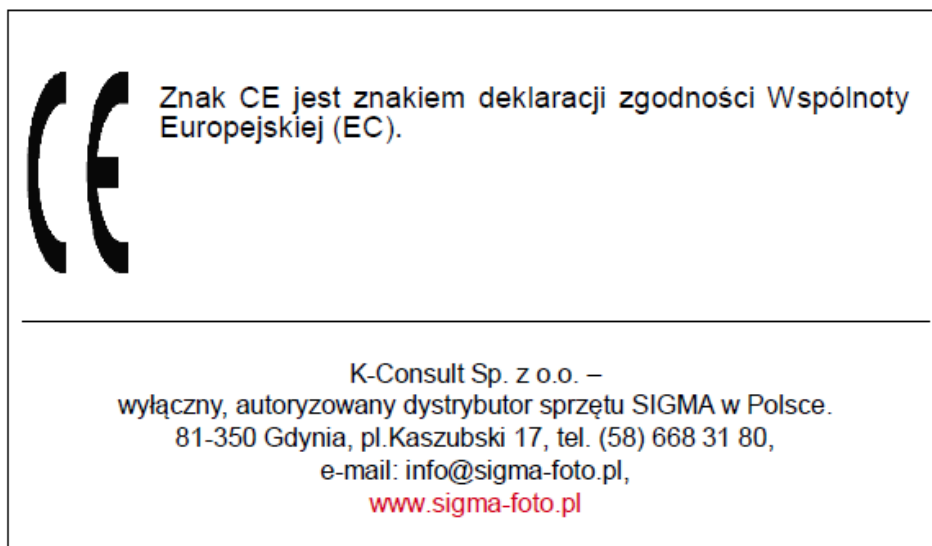 CE
Znak CE jest znakiem deklaracji zgodności Wspólnoty
Europejskiej (EC).
K-Consult Sp. z o.o. –
wyłączny, autoryzowany dystrybutor sprzętu SIGMA w Polsce.
81-350 Gdynia, pl.Kaszubski 17, tel. (58) 668 31 80,
e-mail: info@sigma-foto.pl,
www.sigma-foto.pl